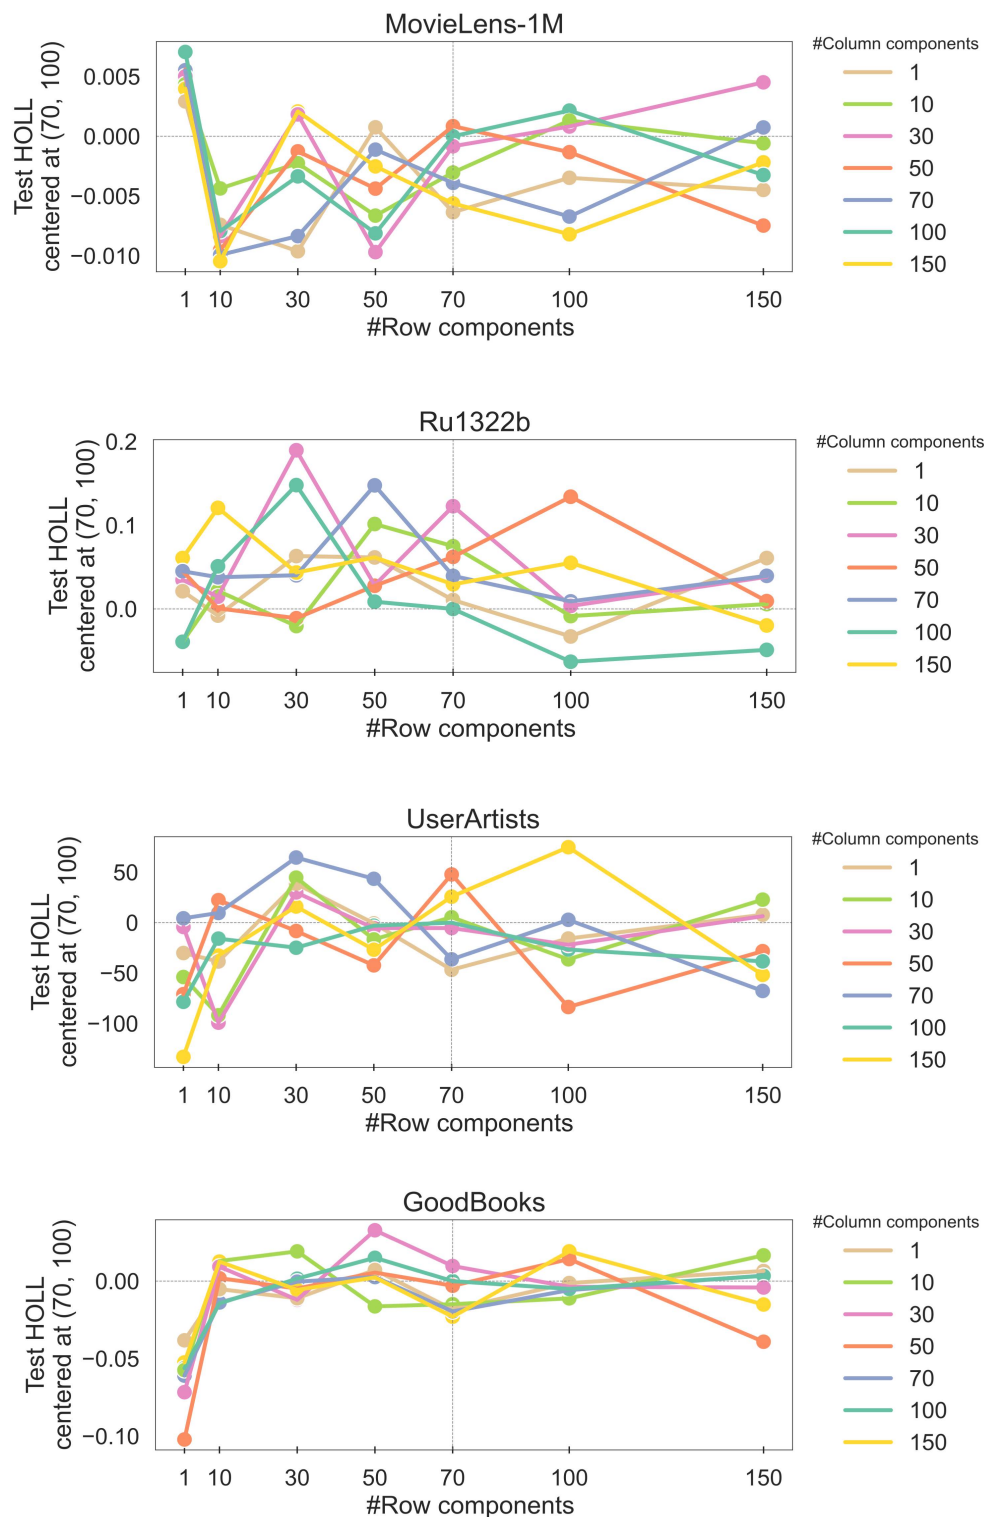 MovieLens-1M
Test HOLL
centered at (70, 100)
0.005
0.000
−0.005
−0.010
1 10 30 50 70 100 150
#Row components
#Column components
1
10
30
50
70
100
150
Ru1322b
Test HOLL
centered at (70, 100)
0.2
0.1
0.0
1 10 30 50 70 100 150
#Row components
#Column components
1
10
30
50
70
100
150
UserArtists
Test HOLL
centered at (70, 100)
50
0
−50
−100
1 10 30 50 70 100 150
#Row components
#Column components
1
10
30
50
70
100
150
GoodBooks
Test HOLL
centered at (70, 100)
0.00
−0.05
−0.10
1 10 30 50 70 100 150
#Row components
#Column components
1
10
30
50
70
100
150